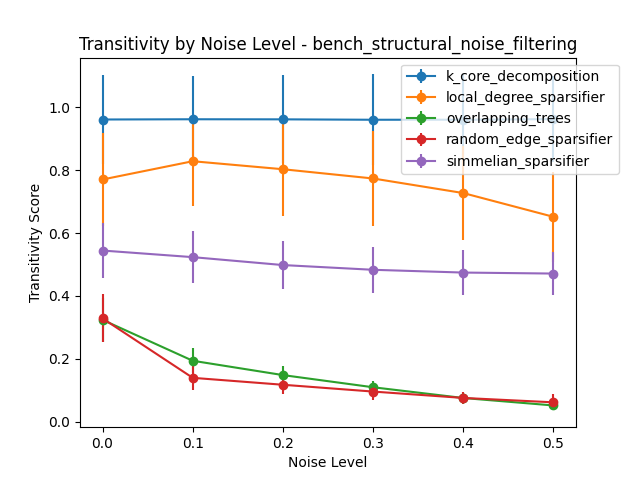 Transitivity by Noise Level - bench_structural_noise_filtering
k_core_decomposition
local_degree_sparsifier
overlapping_trees
random_edge_sparsifier
simmelian_sparsifier
Transitivity Score
1.0
0.8
0.6
0.4
0.2
0.0
0.0 0.1 0.2 0.3 0.4 0.5
Noise Level